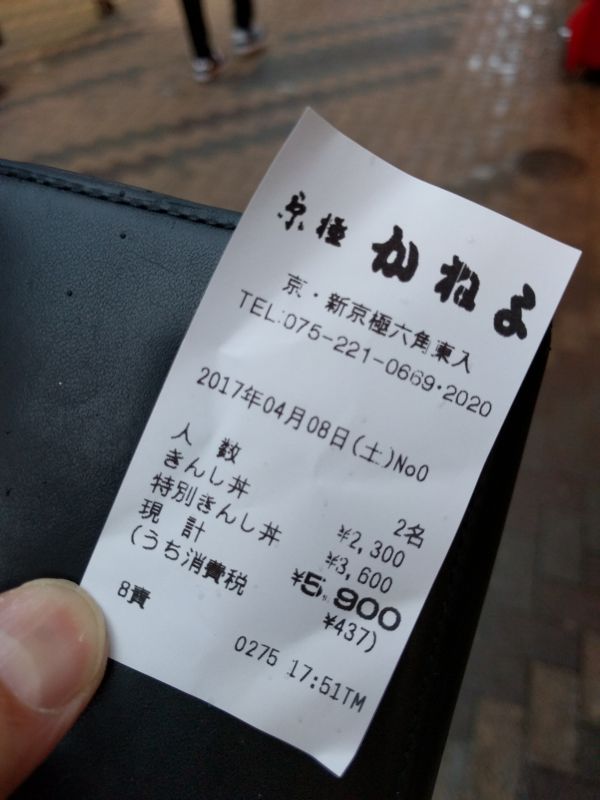 京極 かねよ
京・新京極六角東入
TEL:075-221-0669・2020
2017年04月08日(土)No0
人 数 2名
きんし丼 ¥2,300
特別きんし丼 ¥3,600
現 計 ¥5,900
(うち消費税 ¥437)
8責
0275 17:51TM